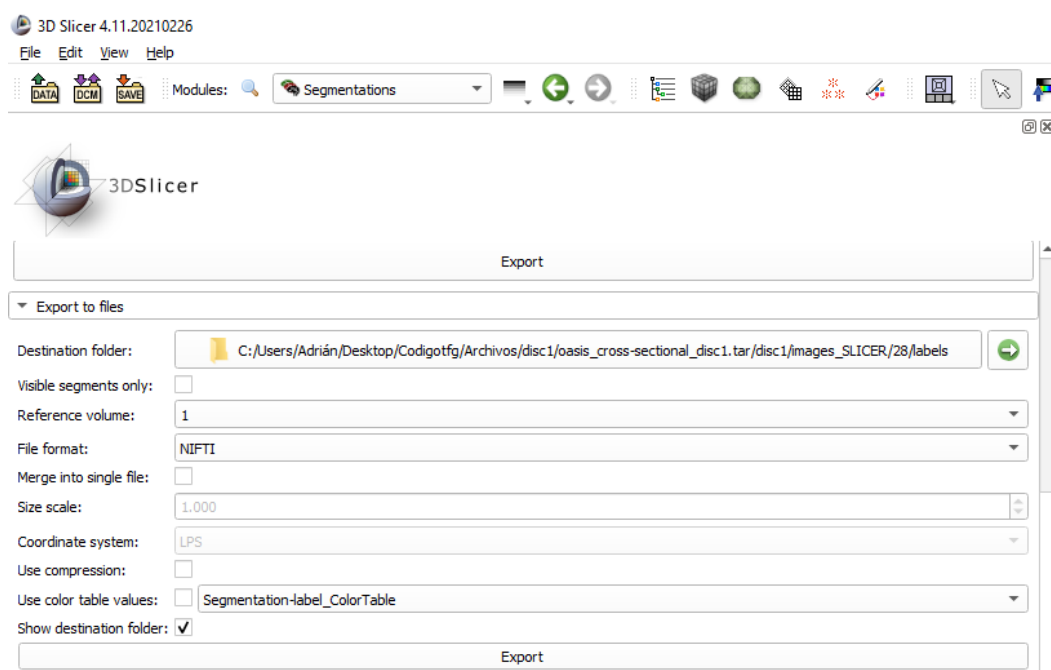 3D Slicer 4.11.20210226
File Edit View Help
DATA DCM SAVE Modules: Segmentations
3DSlicer
Export
Export to files
Destination folder: C:/Users/Adrián/Desktop/Codigotfg/Archivos/disc1/oasis_cross-sectional_disc1.tar/disc1/images_SLICER/28/labels
Visible segments only:
Reference volume: 1
File format: NIFTI
Merge into single file:
Size scale: 1.000
Coordinate system: LPS
Use compression:
Use color table values: Segmentation-label_ColorTable
Show destination folder:
Export